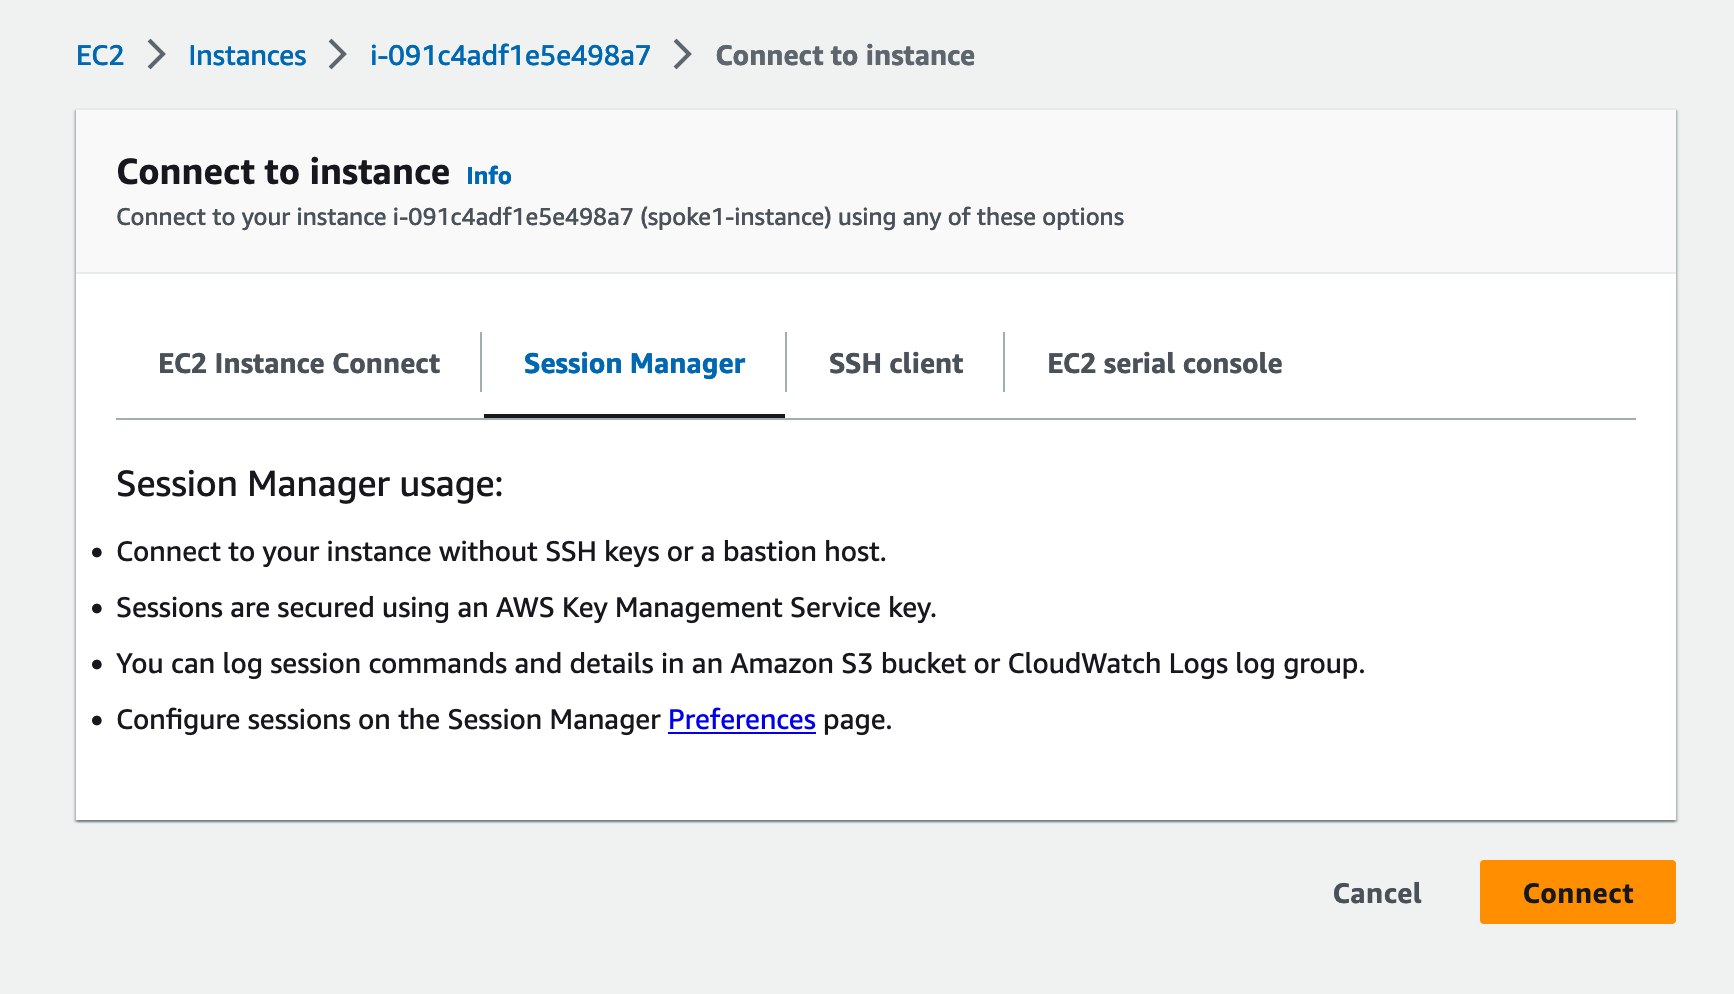 EC2 > Instances > i-091c4adf1e5e498a7 > Connect to instance
Connect to instance Info
Connect to your instance i-091c4adf1e5e498a7 (spoke1-instance) using any of these options
EC2 Instance Connect Session Manager SSH client EC2 serial console
Session Manager usage:
• Connect to your instance without SSH keys or a bastion host.
• Sessions are secured using an AWS Key Management Service key.
• You can log session commands and details in an Amazon S3 bucket or CloudWatch Logs log group.
• Configure sessions on the Session Manager Preferences page.
Cancel Connect